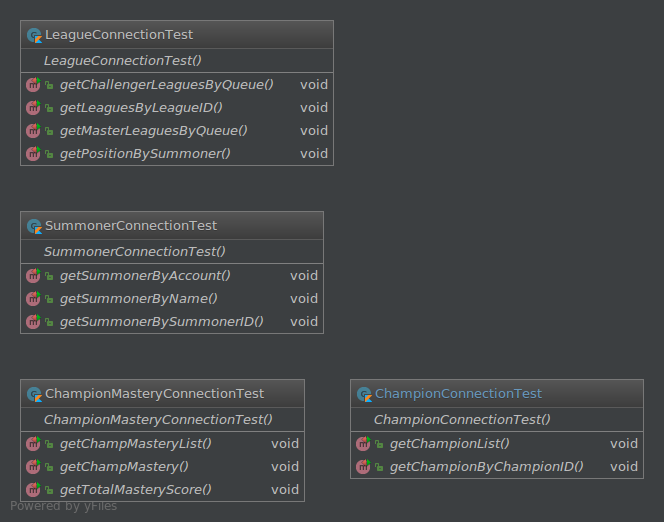 LeagueConnectionTest
LeagueConnectionTest()
getChallengerLeaguesByQueue() void
getLeaguesByLeagueID() void
getMasterLeaguesByQueue() void
getPositionBySummoner() void
SummonerConnectionTest
SummonerConnectionTest()
getSummonerByAccount() void
getSummonerByName() void
getSummonerBySummonerID() void
ChampionMasteryConnectionTest
ChampionMasteryConnectionTest()
getChampMasteryList() void
getChampMastery() void
getTotalMasteryScore() void
ChampionConnectionTest
ChampionConnectionTest()
getChampionList() void
getChampionByChampionID() void
Powered by yFiles